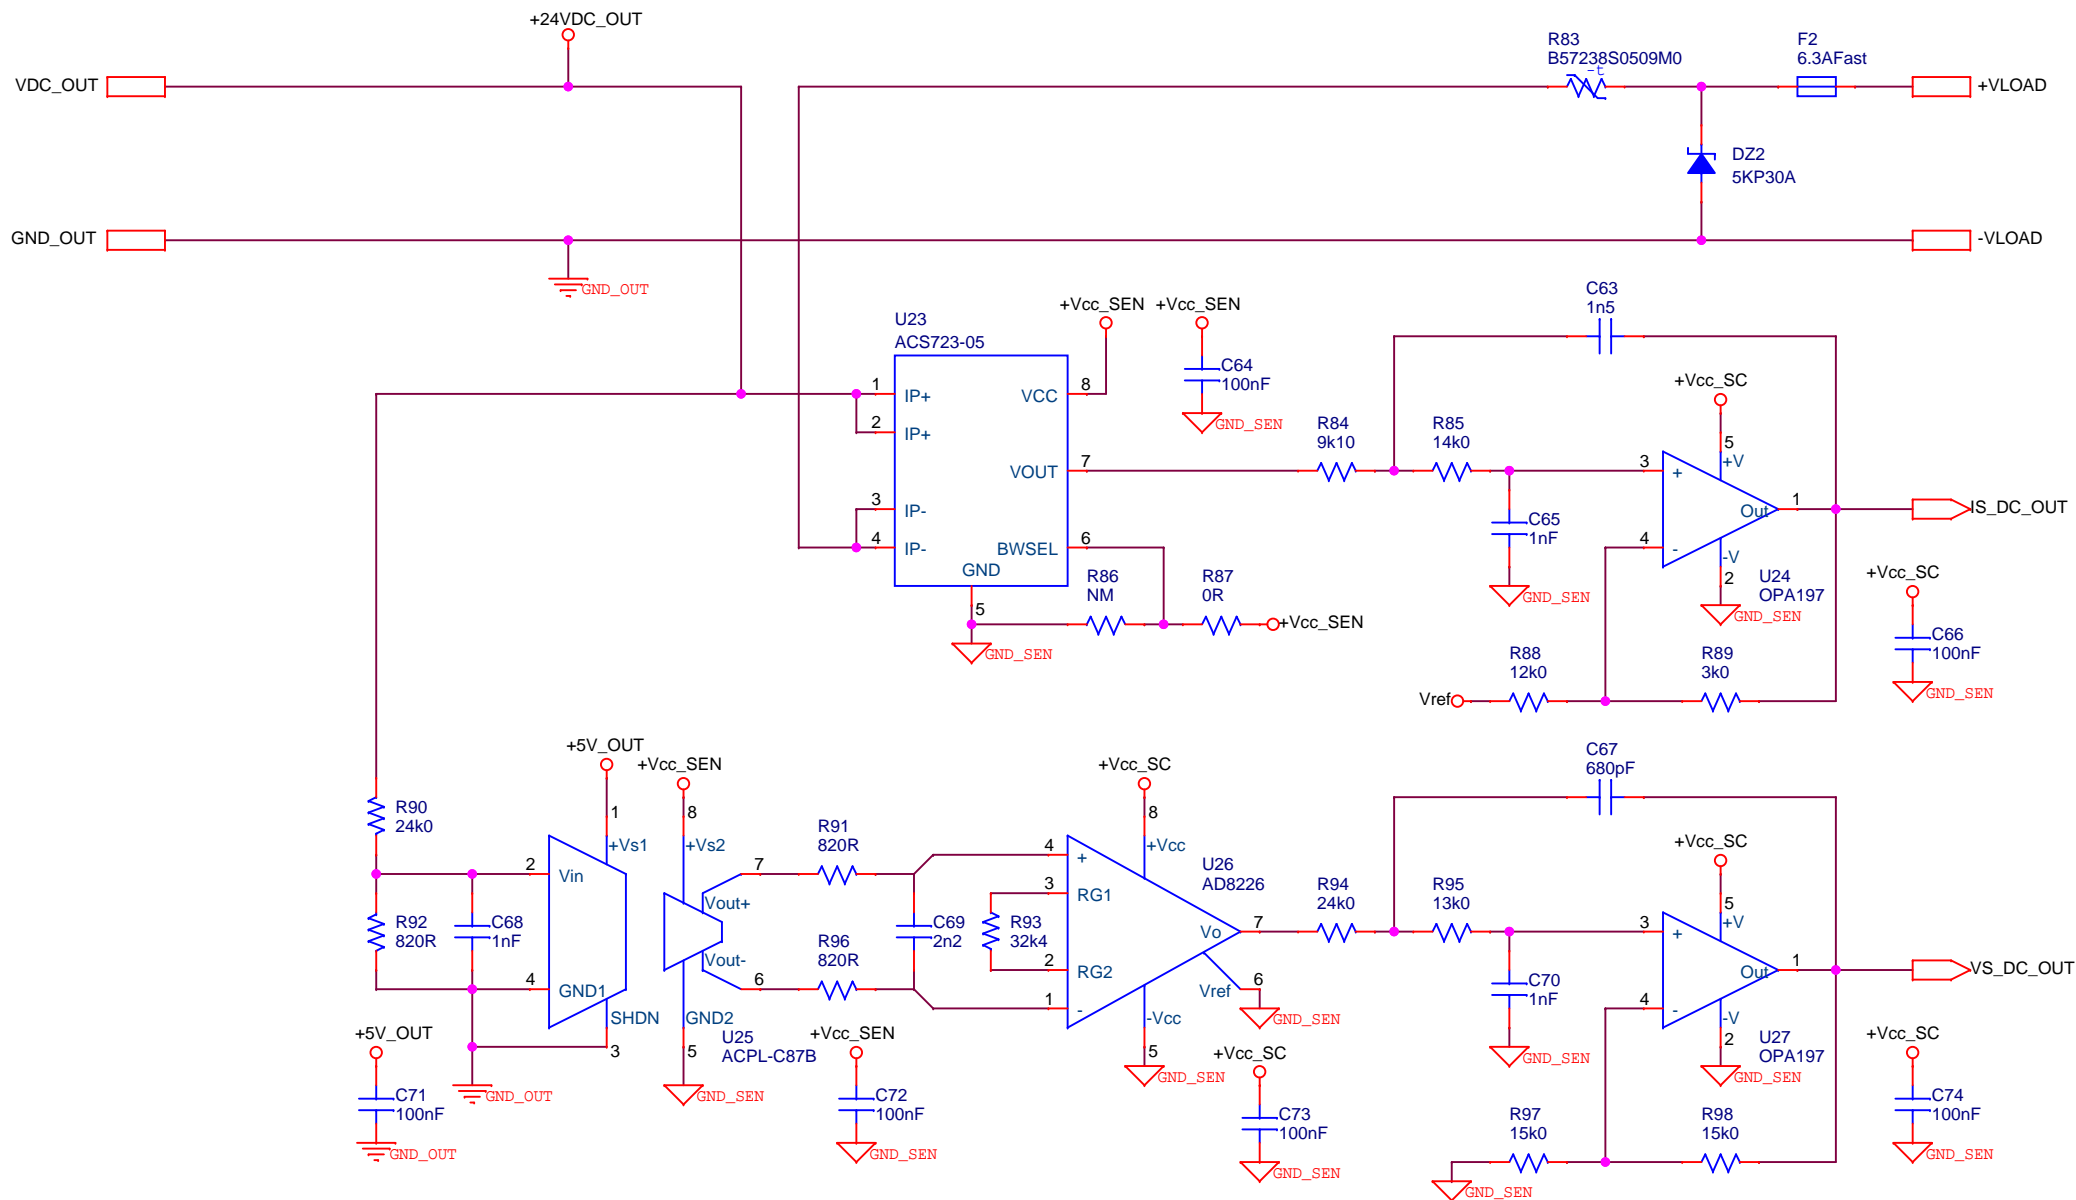 +24VDC_OUT
VDC_OUT
R83
B57238S0509M0
-t
F2
6.3AFast
+VLOAD
DZ2
5KP30A
GND_OUT
-VLOAD
GND_OUT
U23
ACS723-05
+Vcc_SEN
+Vcc_SEN
C63
1n5
C64
100nF
GND_SEN
1
IP+
2
IP+
3
IP-
4
IP-
VCC
8
VOUT
7
BWSEL
6
GND
5
GND_SEN
R84
9k10
R85
14k0
+Vcc_SC
5
+V
3
+
4
-
Out
1
-V
2
GND_SEN
U24
OPA197
IS_DC_OUT
C65
1nF
GND_SEN
R86
NM
R87
0R
+Vcc_SEN
+Vcc_SC
C66
100nF
GND_SEN
R88
12k0
R89
3k0
Vref
+5V_OUT
+Vcc_SEN
+Vcc_SC
C67
680pF
R90
24k0
1
+Vs1
8
+Vs2
R91
820R
8
+Vcc
+Vcc_SC
2
Vin
7
Vout+
4
+
U26
AD8226
R94
24k0
R95
13k0
5
+V
3
+
3
RG1
R92
820R
C68
1nF
C69
2n2
R93
32k4
Vo
7
Vout-
R96
820R
2
RG2
Out
1
VS_DC_OUT
4
GND1
6
1
-
Vref
6
GND_SEN
C70
1nF
4
-
-V
2
SHDN
3
GND2
5
U25
ACPL-C87B
-Vcc
5
GND_SEN
GND_SEN
U27
OPA197
GND_SEN
+5V_OUT
C71
100nF
GND_OUT
GND_OUT
GND_SEN
+Vcc_SEN
C72
100nF
GND_SEN
+Vcc_SC
C73
100nF
GND_SEN
+Vcc_SC
C74
100nF
GND_SEN
R97
15k0
R98
15k0
GND_SEN